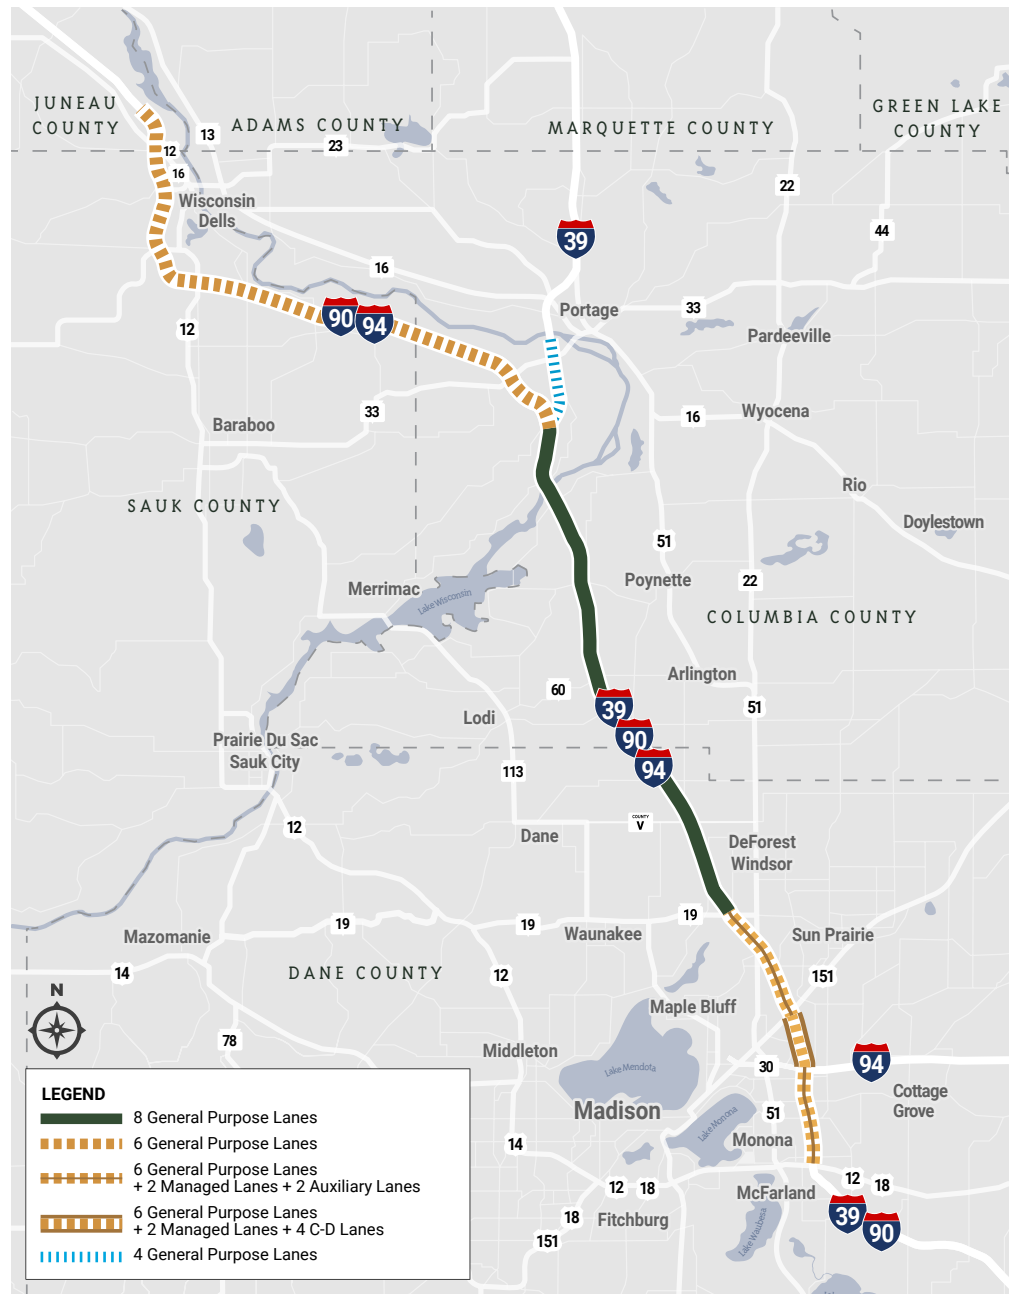 JUNEAU
COUNTY
ADAMS COUNTY
MARQUETTE COUNTY
GREEN LAKE
COUNTY
13
23
12
16
22
Wisconsin
Dells
44
39
16
Portage
33
90
94
12
Pardeeville
33
16
Wyocena
Baraboo
Rio
SAUK COUNTY
Doylestown
51
Poynette
22
Merrimac
Lake Wisconsin
COLUMBIA COUNTY
Arlington
60
39
51
Lodi
90
Prairie Du Sac
Sauk City
94
113
12
COUNTY
V
Dane
DeForest
Windsor
19
19
19
Waunakee
Sun Prairie
Mazomanie
14
DANE COUNTY
12
151
N
Maple Bluff
78
Middleton
30
94
Lake Mendota
Cottage
Grove
Madison
51
Lake Monona
Monona
14
12
18
12
18
McFarland
18
Fitchburg
39
90
151
Lake Waubesa
LEGEND
8 General Purpose Lanes
6 General Purpose Lanes
6 General Purpose Lanes
+ 2 Managed Lanes + 2 Auxiliary Lanes
6 General Purpose Lanes
+ 2 Managed Lanes + 4 C-D Lanes
4 General Purpose Lanes